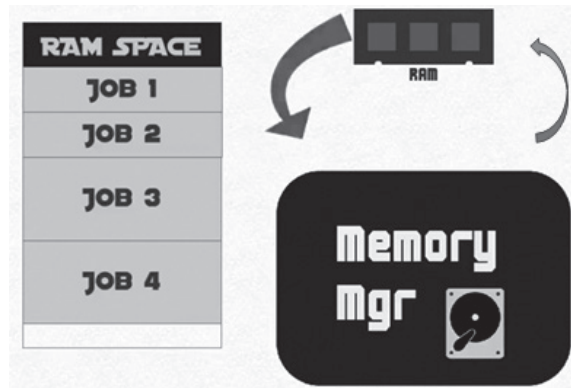 RAM SPACE
JOB 1
JOB 2
JOB 3
JOB 4
RAM
Memory
Mgr